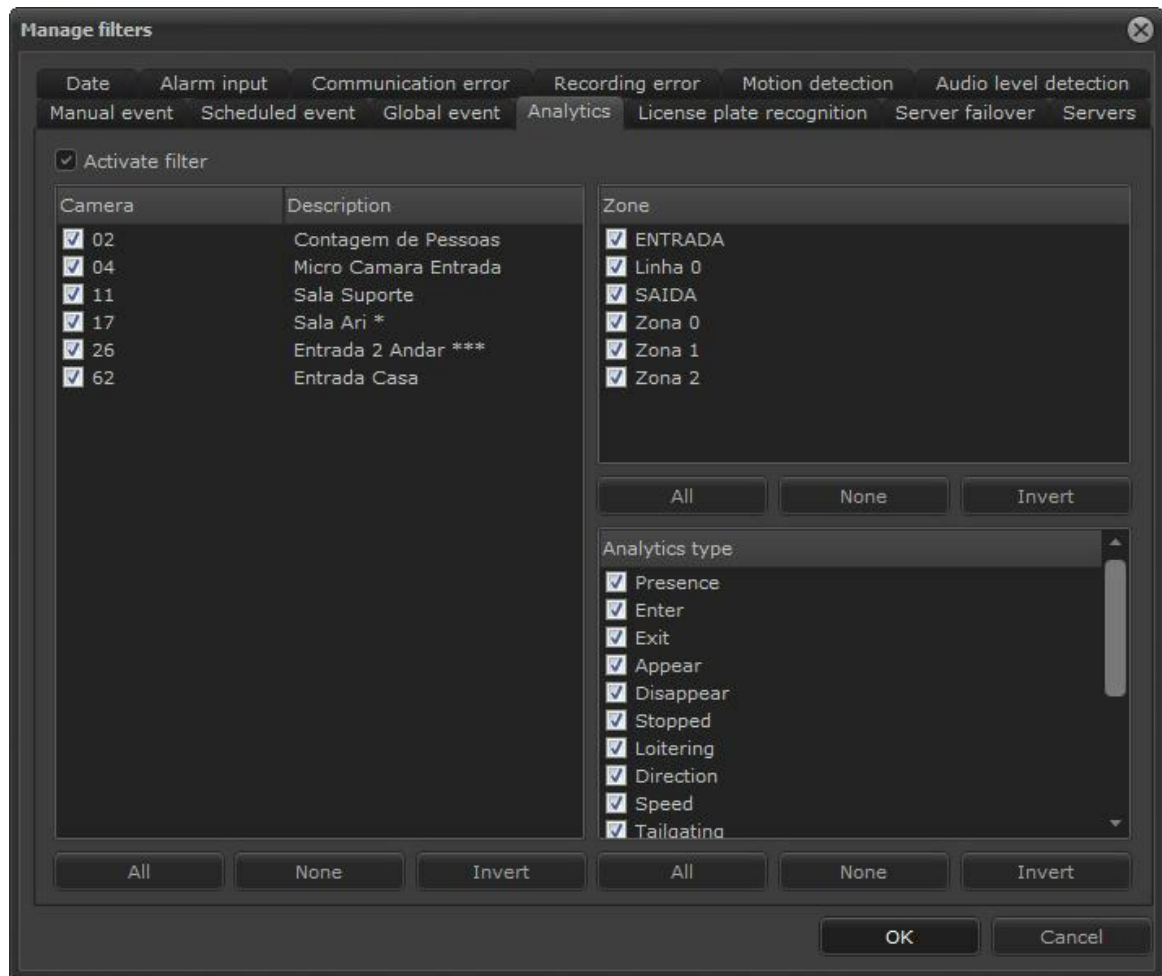 Manage filters
Date Alarm input Communication error Recording error Motion detection Audio level detection
Manual event Scheduled event Global event Analytics License plate recognition Server failover Servers
Activate filter
Camera Description
02 Contagem de Pessoas
04 Micro Camara Entrada
11 Sala Suporte
17 Sala Ari *
26 Entrada 2 Andar ***
62 Entrada Casa
All None Invert
Zone
ENTRADA
Linha 0
SAIDA
Zona 0
Zona 1
Zona 2
All None Invert
Analytics type
Presence
Enter
Exit
Appear
Disappear
Stopped
Loitering
Direction
Speed
Tailgating
All None Invert
OK Cancel